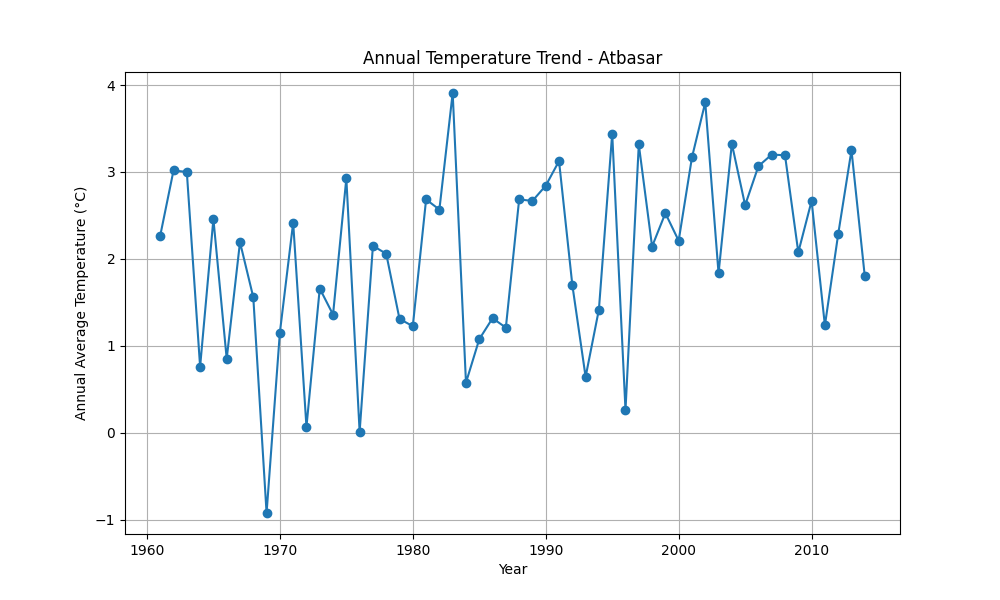 Annual Temperature Trend - Atbasar
Annual Average Temperature (°C)
4
3
2
1
0
−1
1960 1970 1980 1990 2000 2010
Year